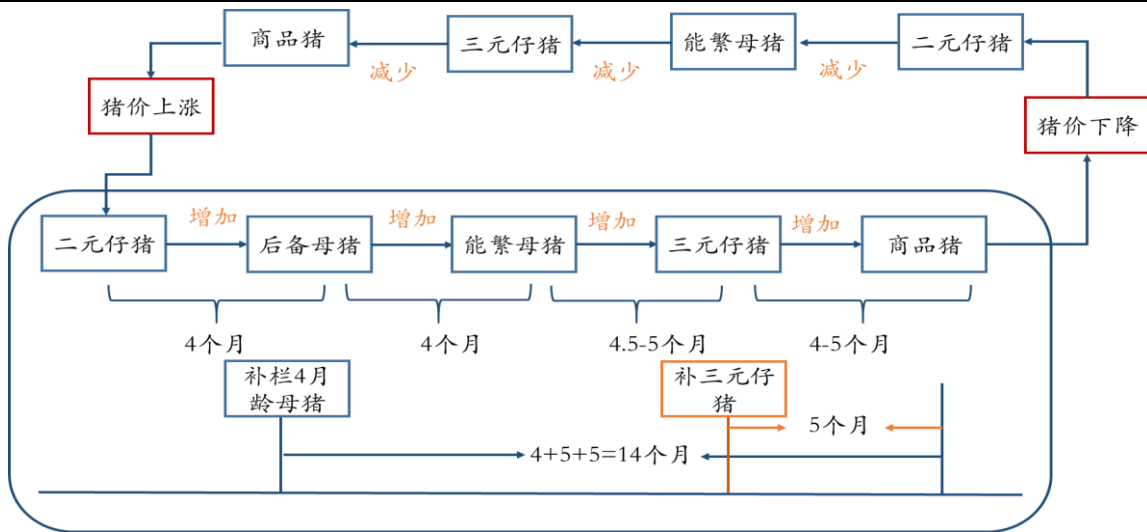 商品猪
三元仔猪
能繁母猪
二元仔猪
减少
减少
减少
猪价上涨
猪价下降
二元仔猪
增加
后备母猪
增加
能繁母猪
增加
三元仔猪
增加
商品猪
4个月
4个月
4.5-5个月
4-5个月
补栏4月
龄母猪
补三元仔
猪
5个月
4+5+5=14个月